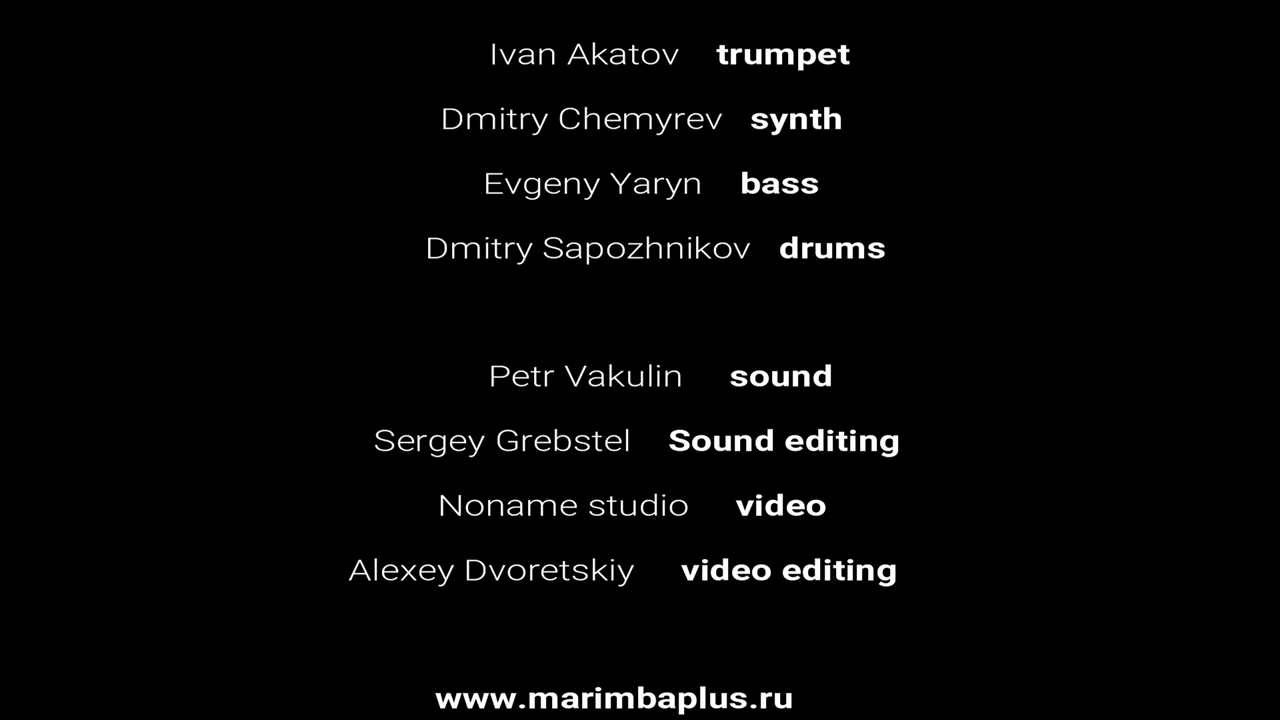 Ivan Akatov trumpet
Dmitry Chemyrev synth
Evgeny Yaryn bass
Dmitry Sapozhnikov drums
Petr Vakulin sound
Sergey Grebstel Sound editing
Noname studio video
Alexey Dvoretskiy video editing
www.marimbaplus.ru